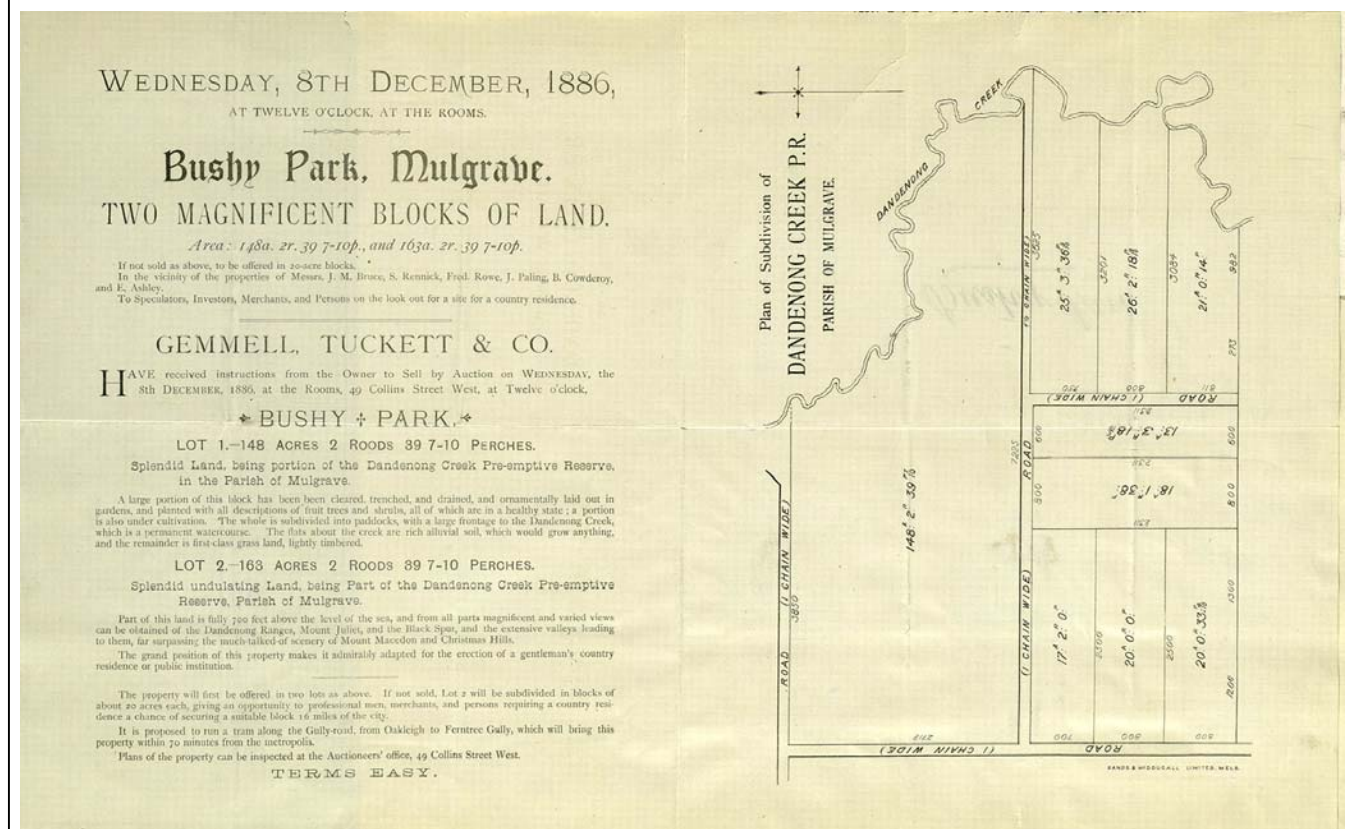 WEDNESDAY, 8TH DECEMBER, 1886,
AT TWELVE O'CLOCK, AT THE ROOMS.
Bushy Park, Mulgrave.
TWO MAGNIFICENT BLOCKS OF LAND.
Area: 148a. 2r. 39 7-10p., and 163a. 2r. 39 7-10p.
If not sold as above, to be offered in 20-acre blocks.
In the vicinity of the properties of Messrs. J. M. Bruce, S. Rennick, Fred. Rowe, J. Paling, B. Cowderoy,
and E. Ashley.
To Speculators, Investors, Merchants, and Persons on the look out for a site for a country residence.
GEMMELL, TUCKETT & CO.
HAVE received instructions from the Owner to Sell by Auction on WEDNESDAY, the
8th DECEMBER, 1886, at the Rooms, 49 Collins Street West, at Twelve o'clock,
BUSHY PARK.
LOT 1.—148 ACRES 2 ROODS 39 7-10 PERCHES.
Splendid Land, being portion of the Dandenong Creek Pre-emptive Reserve,
in the Parish of Mulgrave.
A large portion of this block has been been cleared, trenched, and drained, and ornamentally laid out in
gardens, and planted with all descriptions of fruit trees and shrubs, all of which are in a healthy state; a portion
is also under cultivation. The whole is subdivided into paddocks, with a large frontage to the Dandenong Creek,
which is a permanent watercourse. The flats about the creek are rich alluvial soil, which would grow anything,
and the remainder is first-class grass land, lightly timbered.
LOT 2.—163 ACRES 2 ROODS 39 7-10 PERCHES.
Splendid undulating Land, being Part of the Dandenong Creek Pre-emptive
Reserve, Parish of Mulgrave.
Part of this land is fully 700 feet above the level of the sea, and from all parts magnificent and varied views
can be obtained of the Dandenong Ranges, Mount Juliet, and the Black Spur, and the extensive valleys leading
to them, far surpassing the much-talked-of scenery of Mount Macedon and Christmas Hills.
The grand position of this property makes it admirably adapted for the erection of a gentleman's country
residence or public institution.
The property will first be offered in two lots as above. If not sold, Lot 2 will be subdivided in blocks of
about 20 acres each, giving an opportunity to professional men, merchants, and persons requiring a country resi-
dence a chance of securing a suitable block 16 miles of the city.
It is proposed to run a tram along the Gully-road, from Oakleigh to Ferntree Gully, which will bring this
property within 70 minutes from the metropolis.
Plans of the property can be inspected at the Auctioneers' office, 49 Collins Street West.
TERMS EASY.
Plan of Subdivision of
DANDENONG CREEK P.R.
PARISH OF MULGRAVE.
DANDENONG CREEK
ROAD (1 CHAIN WIDE)
3850
148A 2R 39 7/10
7205
ROAD
(1 CHAIN WIDE)
(1 CHAIN WIDE)
3201
3084
982
273
26A 2R
21A 0R 14P
750
800
811
ROAD (1 CHAIN WIDE)
600
600
13A 3R
800
800
18A 1R
17A 2R 0P
20A 0R 0P
20A 0R
2500
2500
1300
1200
(1 CHAIN WIDE)
700
800
800
ROAD
SANDS & McDOUGALL LIMITED, MELB.